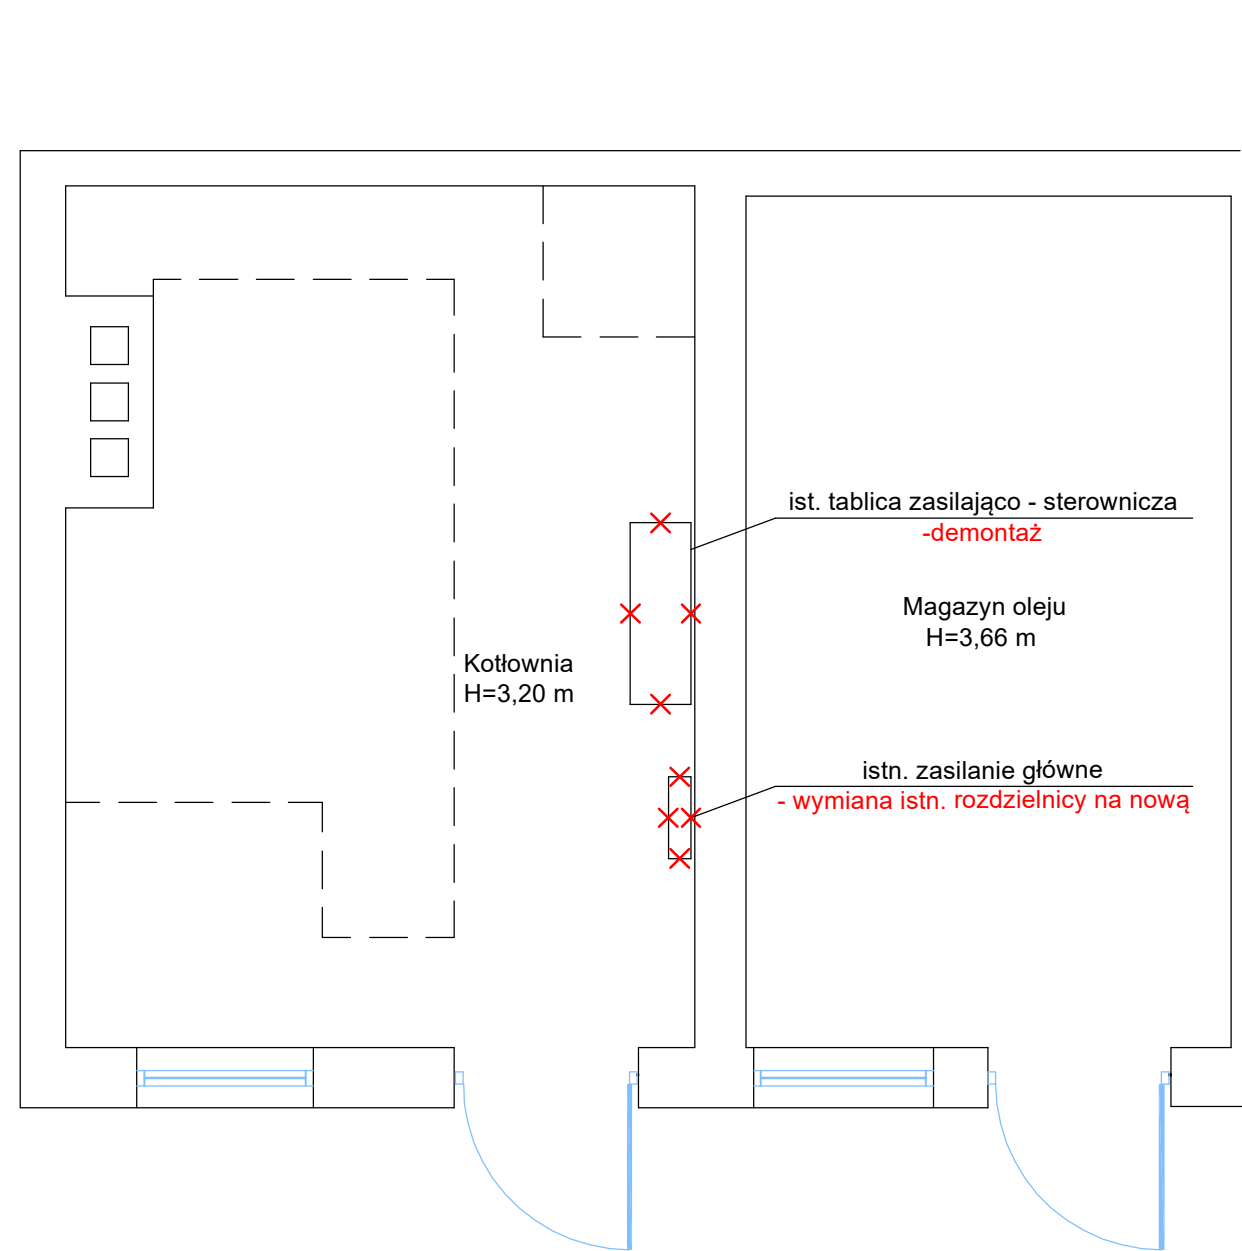 ist. tablica zasilająco - sterownicza
-demontaż
Magazyn oleju
H=3,66 m
Kotłownia
H=3,20 m
istn. zasilanie główne
- wymiana istn. rozdzielnicy na nową